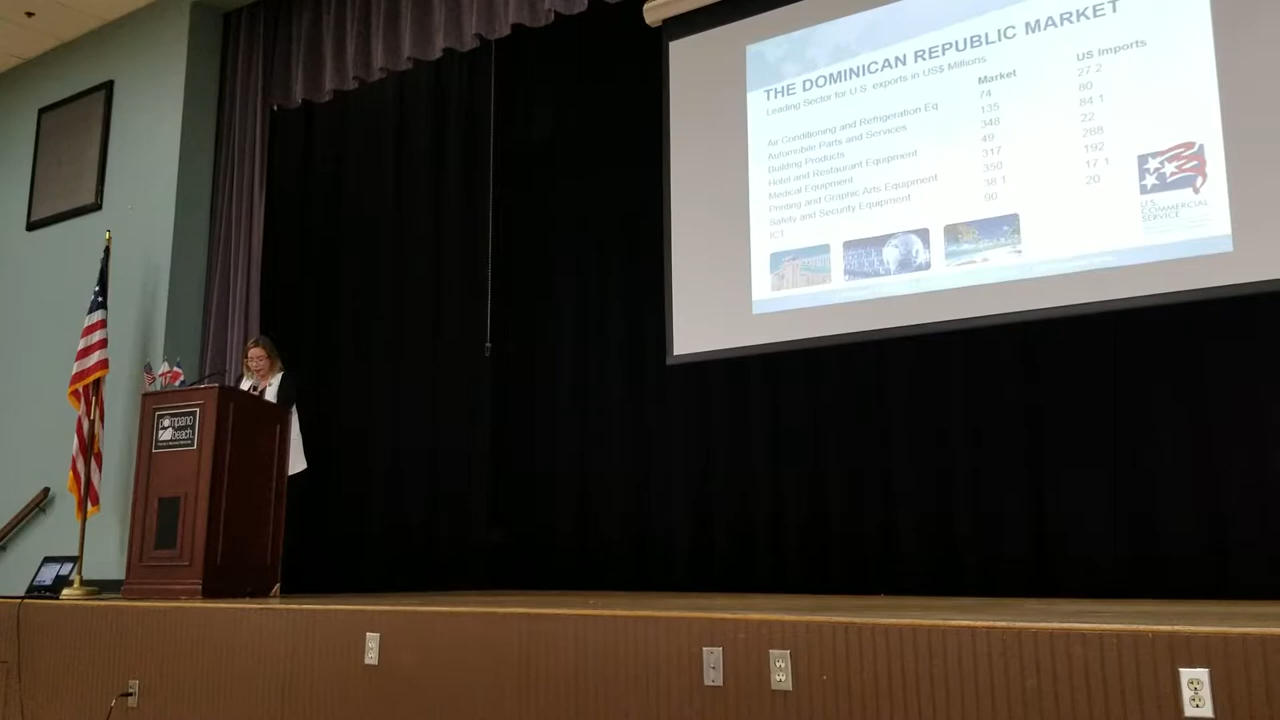 THE DOMINICAN REPUBLIC MARKET
Leading Sector for U.S. exports in US$ Millions
Market US Imports
Air Conditioning and Refrigeration Eq 74 27.2
Automobile Parts and Services 135 80
Building Products 348 84.1
Hotel and Restaurant Equipment 49 22
Medical Equipment 317 288
Printing and Graphic Arts Equipment 350 192
Safety and Security Equipment 38.1 17.1
ICT 90 20
U.S.
COMMERCIAL
SERVICE
pompano
beach.